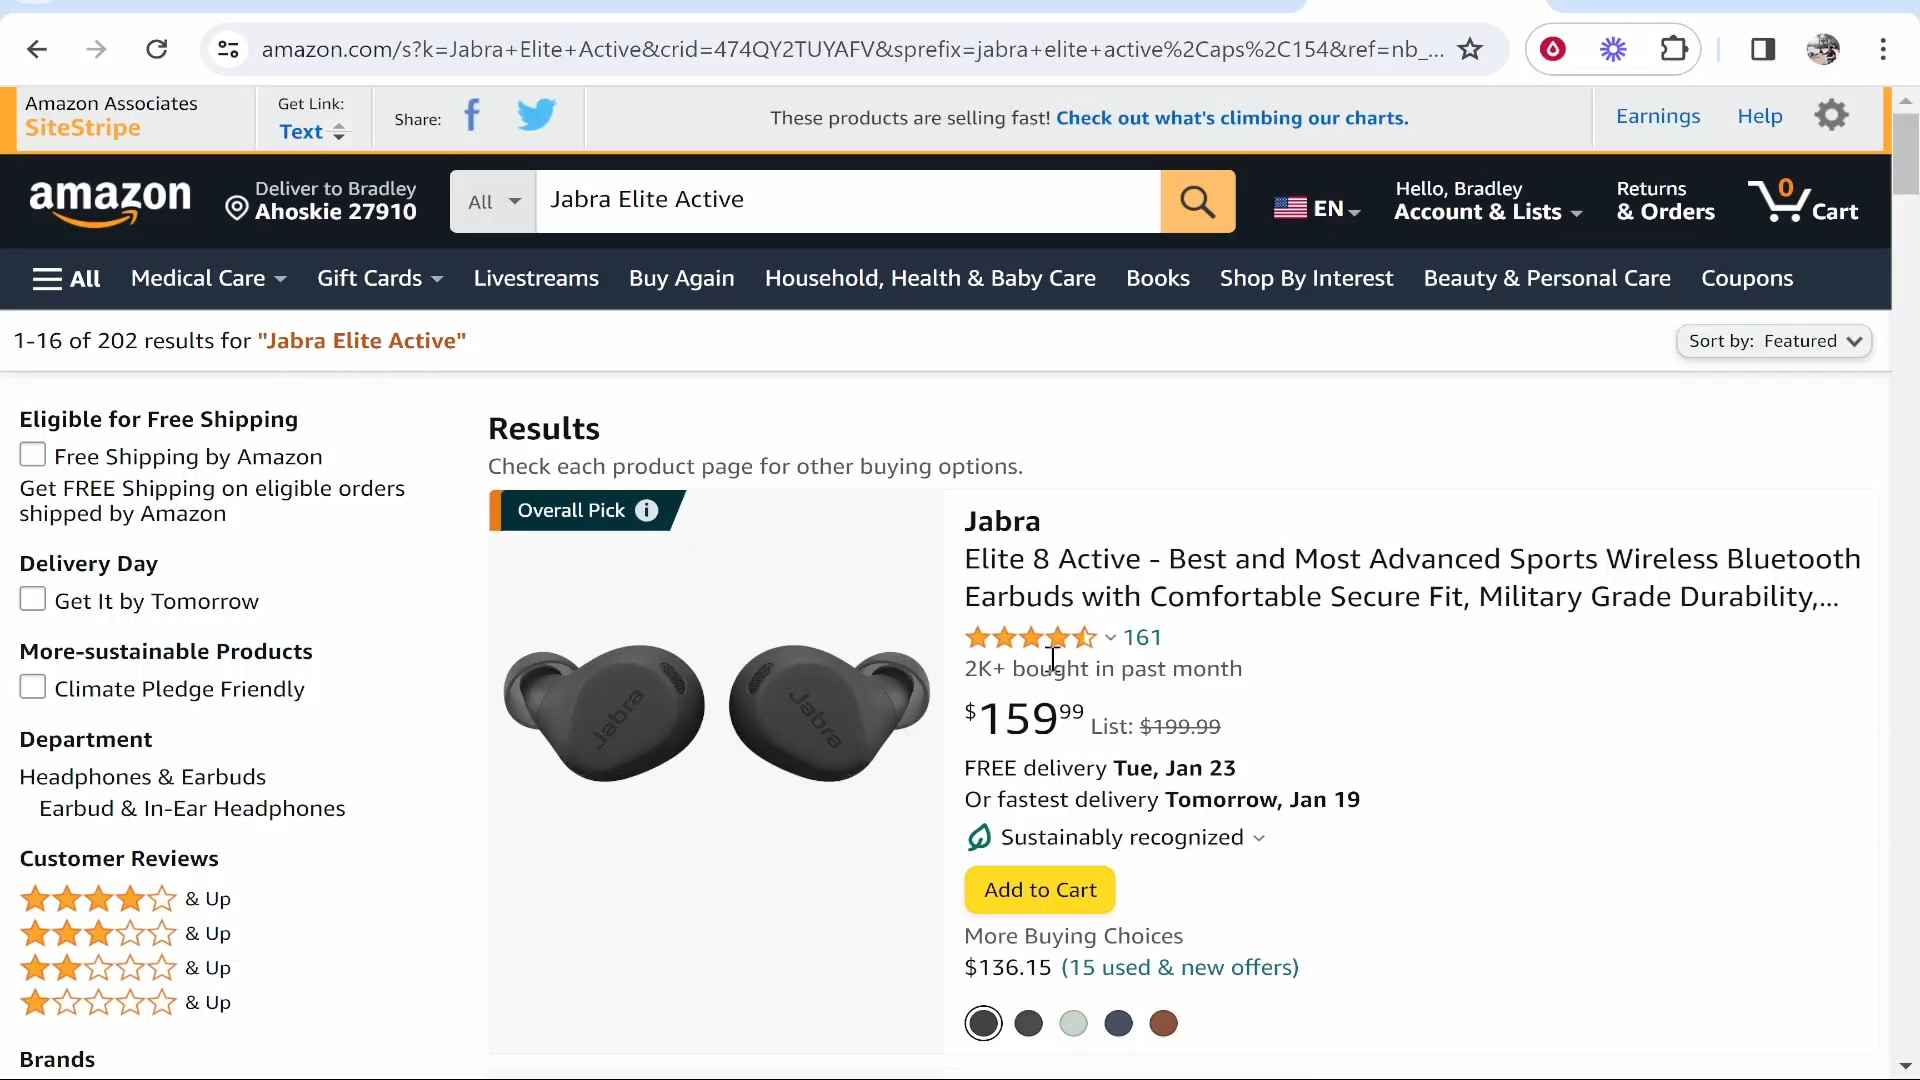 amazon.com/s?k=Jabra+Elite+Active&crid=474QY2TUYAFV&sprefix=jabra+elite+active%2Caps%2C154&ref=nb_...
Amazon Associates
SiteStripe
Get Link:
Text
Share:
These products are selling fast! Check out what's climbing our charts.
Earnings
Help
amazon
Deliver to Bradley
Ahoskie 27910
All
Jabra Elite Active
EN
Hello, Bradley
Account & Lists
Returns
& Orders
0
Cart
All
Medical Care
Gift Cards
Livestreams
Buy Again
Household, Health & Baby Care
Books
Shop By Interest
Beauty & Personal Care
Coupons
1-16 of 202 results for "Jabra Elite Active"
Sort by: Featured
Eligible for Free Shipping
Free Shipping by Amazon
Get FREE Shipping on eligible orders
shipped by Amazon
Delivery Day
Get It by Tomorrow
More-sustainable Products
Climate Pledge Friendly
Department
Headphones & Earbuds
Earbud & In-Ear Headphones
Customer Reviews
& Up
& Up
& Up
& Up
Brands
Results
Check each product page for other buying options.
Overall Pick
Jabra
Jabra
Jabra
Elite 8 Active - Best and Most Advanced Sports Wireless Bluetooth
Earbuds with Comfortable Secure Fit, Military Grade Durability,...
161
2K+ bought in past month
$159.99 List: $199.99
FREE delivery Tue, Jan 23
Or fastest delivery Tomorrow, Jan 19
Sustainably recognized
Add to Cart
More Buying Choices
$136.15 (15 used & new offers)